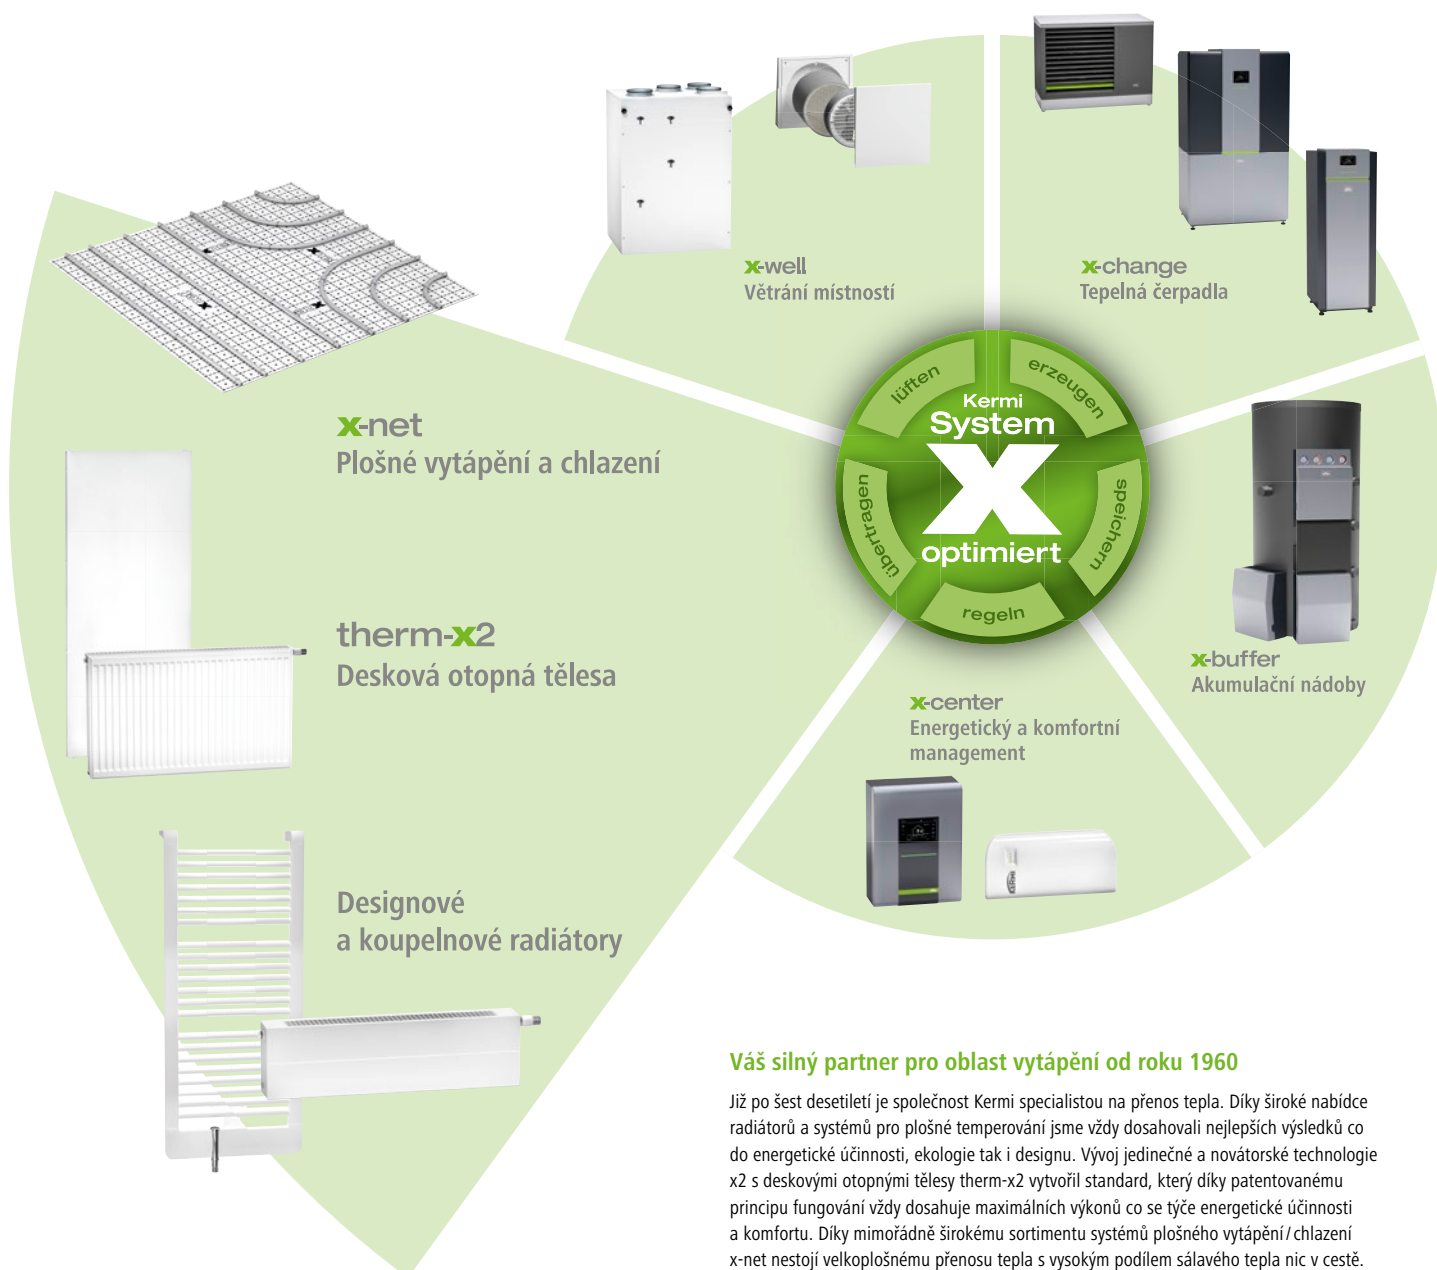 x-well
Větrání místností
x-change
Tepelná čerpadla
x-net
Plošné vytápění a chlazení
lüften
erzeugen
speichern
regeln
übertragen
Kermi
System
X
optimiert
therm-x2
Desková otopná tělesa
x-buffer
Akumulační nádoby
x-center
Energetický a komfortní
management
Designové
a koupelnové radiátory
Váš silný partner pro oblast vytápění od roku 1960
Již po šest desetiletí je společnost Kermi specialistou na přenos tepla. Díky široké nabídce
radiátorů a systémů pro plošné temperování jsme vždy dosahovali nejlepších výsledků co
do energetické účinnosti, ekologie tak i designu. Vývoj jedinečné a novátorské technologie
x2 s deskovými otopnými tělesy therm-x2 vytvořil standard, který díky patentovanému
principu fungování vždy dosahuje maximálních výkonů co se týče energetické účinnosti
a komfortu. Díky mimořádně širokému sortimentu systémů plošného vytápění / chlazení
x-net nestojí velkoplošnému přenosu tepla s vysokým podílem sálavého tepla nic v cestě.